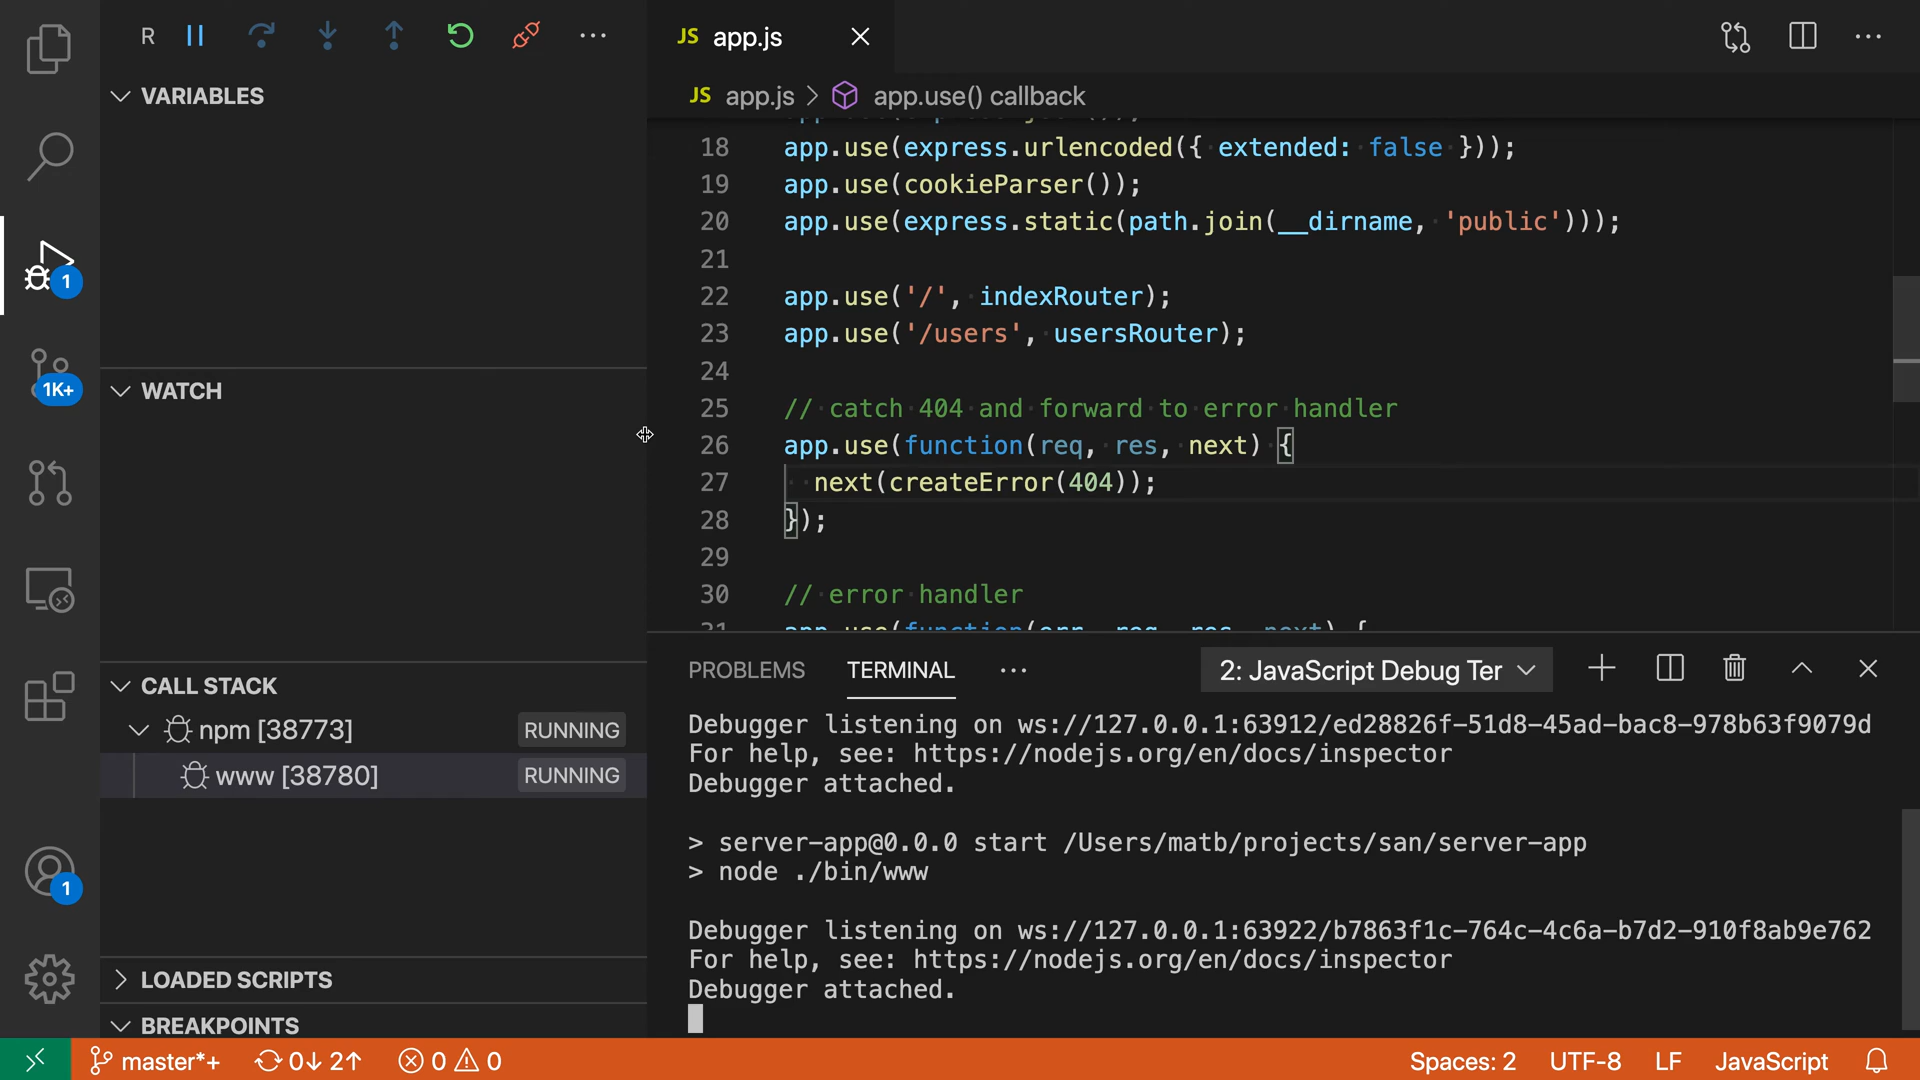 R
VARIABLES
WATCH
CALL STACK
npm [38773] RUNNING
www [38780] RUNNING
LOADED SCRIPTS
BREAKPOINTS
1
1K+
1
JS app.js
JS app.js > app.use() callback
18 app.use(express.urlencoded({ extended: false }));
19 app.use(cookieParser());
20 app.use(express.static(path.join(__dirname, 'public')));
21
22 app.use('/', indexRouter);
23 app.use('/users', usersRouter);
24
25 // catch 404 and forward to error handler
26 app.use(function(req, res, next) {
27 next(createError(404));
28 });
29
30 // error handler
31 app.use(function(err, req, res, next) {
PROBLEMS TERMINAL 2: JavaScript Debug Ter
Debugger listening on ws://127.0.0.1:63912/ed28826f-51d8-45ad-bac8-978b63f9079d
For help, see: https://nodejs.org/en/docs/inspector
Debugger attached.
> server-app@0.0.0 start /Users/matb/projects/san/server-app
> node ./bin/www
Debugger listening on ws://127.0.0.1:63922/b7863f1c-764c-4c6a-b7d2-910f8ab9e762
For help, see: https://nodejs.org/en/docs/inspector
Debugger attached.
master*+ 0↓ 2↑ 0 0 Spaces: 2 UTF-8 LF JavaScript